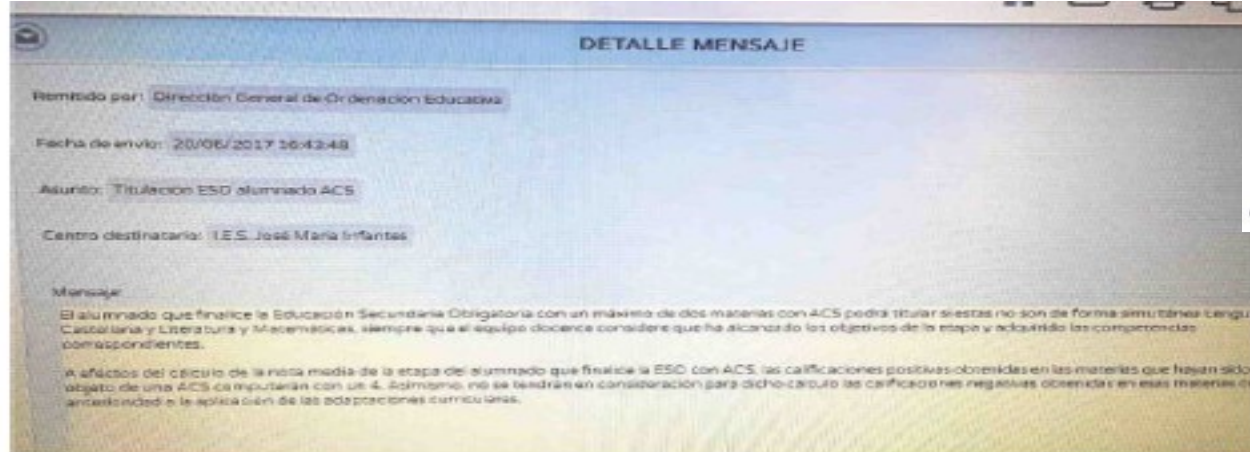 DETALLE MENSAJE
Remitido por: Dirección General de Ordenación Educativa
Fecha de envío: 20/06/2017 16:43:48
Asunto: Titulación ESO alumnado ACS
Centro destinatario: I.E.S. José María Infantes
Mensaje:
El alumnado que finalice la Educación Secundaria Obligatoria con un máximo de dos materias con ACS podrá titular si estas no son de forma simultánea Lengu
Castellana y Literatura y Matemáticas, siempre que el equipo docente considere que ha alcanzado los objetivos de la etapa y adquirido las competencias
correspondientes.
A efectos del cálculo de la nota media de la etapa del alumnado que finalice la ESO con ACS, las calificaciones positivas obtenidas en las materias que hayan sido
objeto de una ACS computarán con un 4. Asimismo, no se tendrán en consideración para dicho cálculo las calificaciones negativas obtenidas en esas materias
anterioridad a la aplicación de las adaptaciones curriculares.